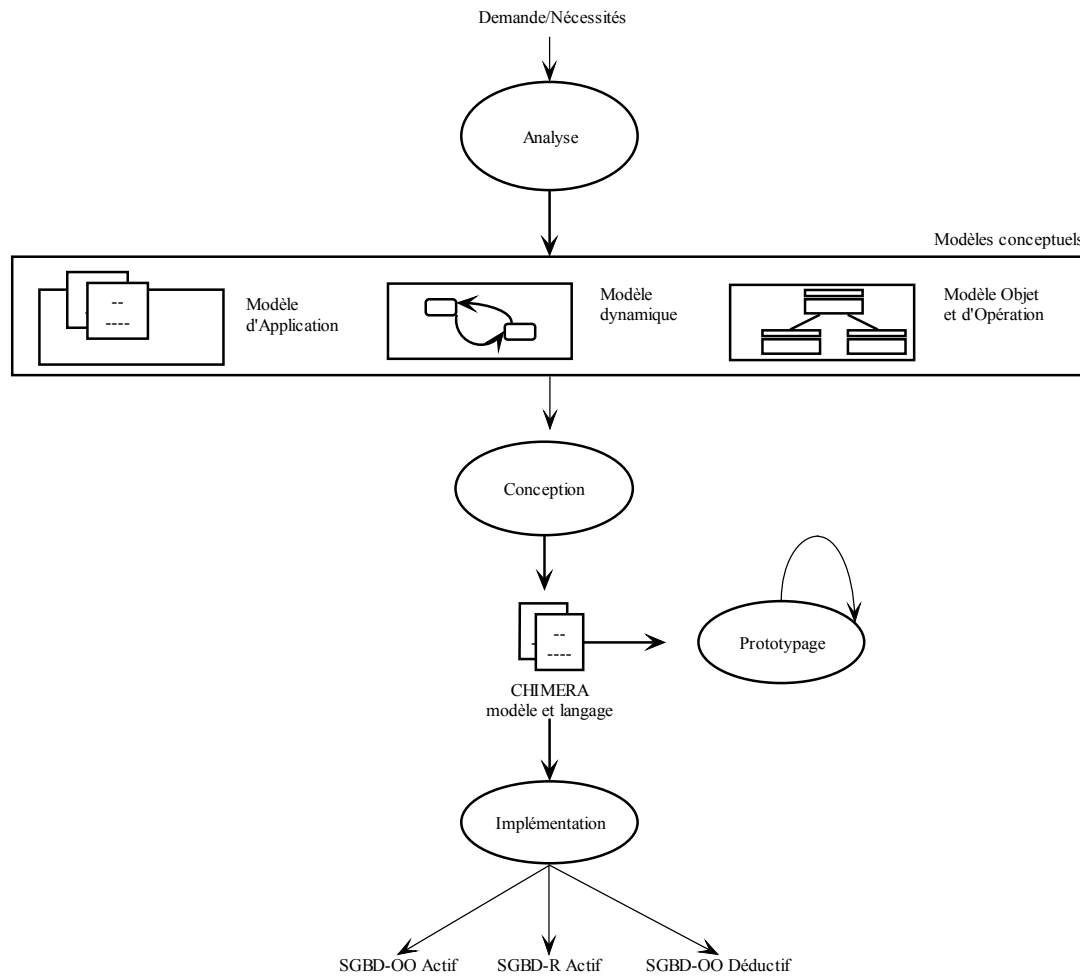 Demande/Nécessités
Analyse
Modèles conceptuels
Modèle
d'Application
Modèle
dynamique
Modèle Objet
et d'Opération
--
----
Conception
--
----
Prototypage
CHIMERA
modèle et langage
Implémentation
SGBD-OO Actif
SGBD-R Actif
SGBD-OO Déductif